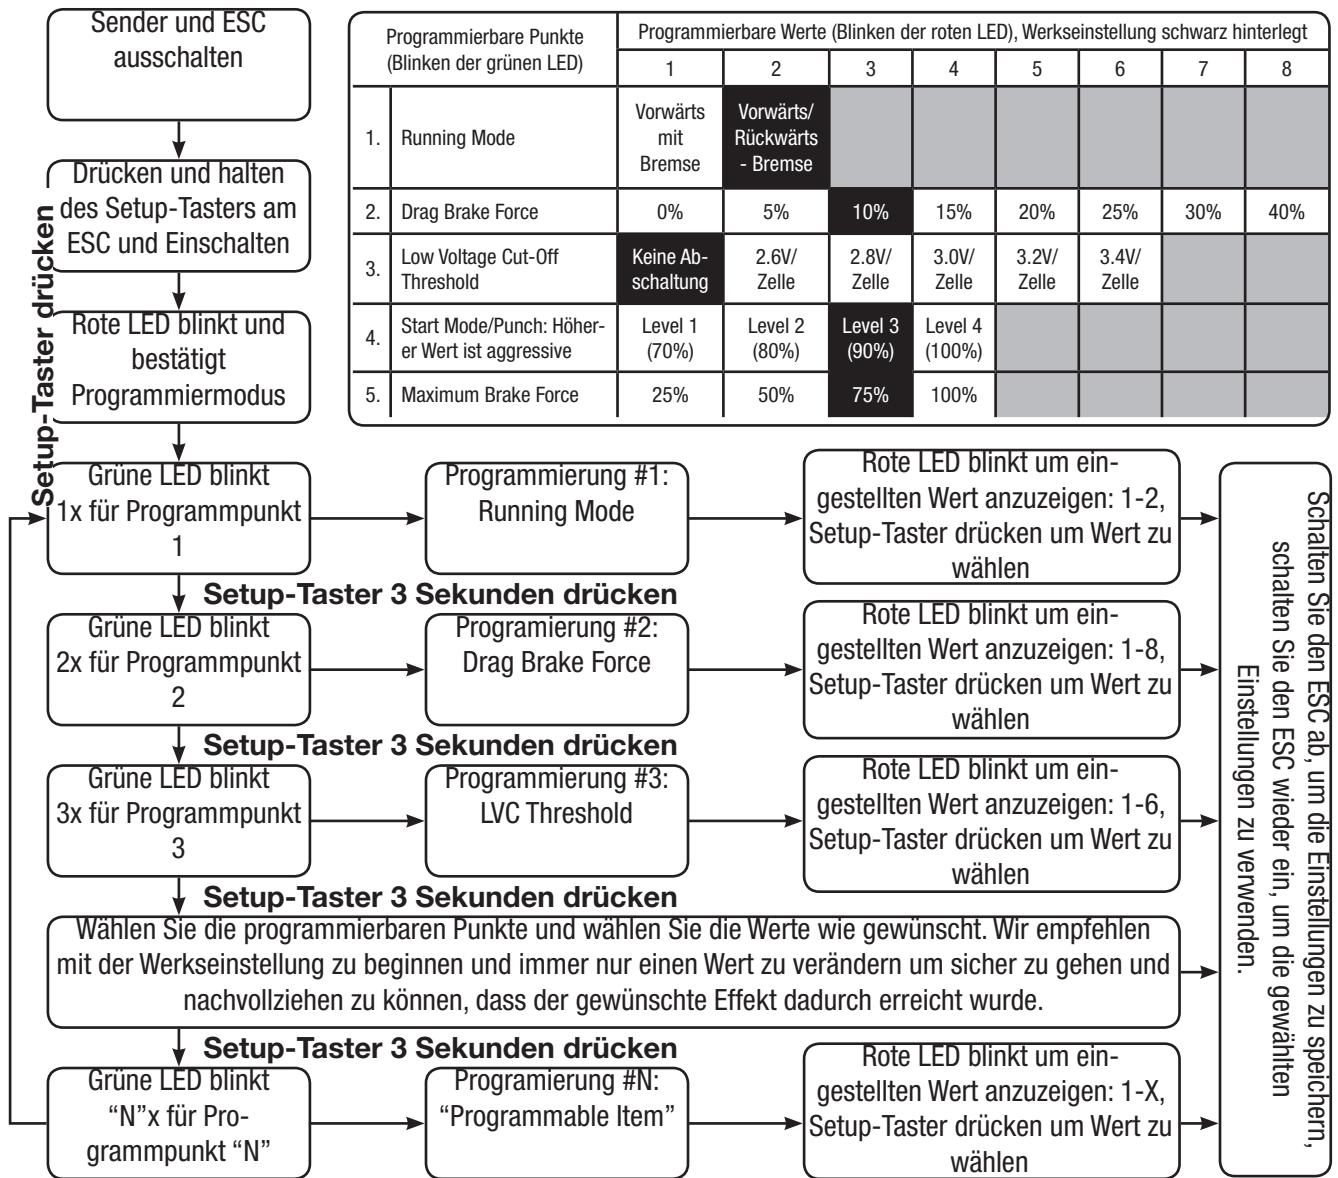 Sender und ESC
ausschalten
Drücken und halten
des Setup-Tasters am
ESC und Einschalten
Rote LED blinkt und
bestätigt
Programmiermodus
Setup-Taster drücken
Programmierbare Punkte
(Blinken der grünen LED)
Programmierbare Werte (Blinken der roten LED), Werkseinstellung schwarz hinterlegt
1 2 3 4 5 6 7 8
1. Running Mode
Vorwärts
mit
Bremse
Vorwärts/
Rückwärts
- Bremse
2. Drag Brake Force 0% 5% 10% 15% 20% 25% 30% 40%
3. Low Voltage Cut-Off
Threshold
Keine Ab-
schaltung
2.6V/
Zelle
2.8V/
Zelle
3.0V/
Zelle
3.2V/
Zelle
3.4V/
Zelle
4. Start Mode/Punch: Höher-
er Wert ist aggressive
Level 1
(70%)
Level 2
(80%)
Level 3
(90%)
Level 4
(100%)
5. Maximum Brake Force 25% 50% 75% 100%
Grüne LED blinkt
1x für Programmpunkt
1
Programmierung #1:
Running Mode
Rote LED blinkt um ein-
gestellten Wert anzuzeigen: 1-2,
Setup-Taster drücken um Wert zu
wählen
Setup-Taster 3 Sekunden drücken
Grüne LED blinkt
2x für Programmpunkt
2
Programierung #2:
Drag Brake Force
Rote LED blinkt um ein-
gestellten Wert anzuzeigen: 1-8,
Setup-Taster drücken um Wert zu
wählen
Setup-Taster 3 Sekunden drücken
Grüne LED blinkt
3x für Programmpunkt
3
Programmierung #3:
LVC Threshold
Rote LED blinkt um ein-
gestellten Wert anzuzeigen: 1-6,
Setup-Taster drücken um Wert zu
wählen
Setup-Taster 3 Sekunden drücken
Wählen Sie die programmierbaren Punkte und wählen Sie die Werte wie gewünscht. Wir empfehlen
mit der Werkseinstellung zu beginnen und immer nur einen Wert zu verändern um sicher zu gehen und
nachvollziehen zu können, dass der gewünschte Effekt dadurch erreicht wurde.
Setup-Taster 3 Sekunden drücken
Grüne LED blinkt
“N”x für Pro-
grammpunkt “N”
Programierung #N:
“Programmable Item”
Rote LED blinkt um ein-
gestellten Wert anzuzeigen: 1-X,
Setup-Taster drücken um Wert zu
wählen
Schalten Sie den ESC ab, um die Einstellungen zu speichern,
schalten Sie den ESC wieder ein, um die gewählten
Einstellungen zu verwenden.